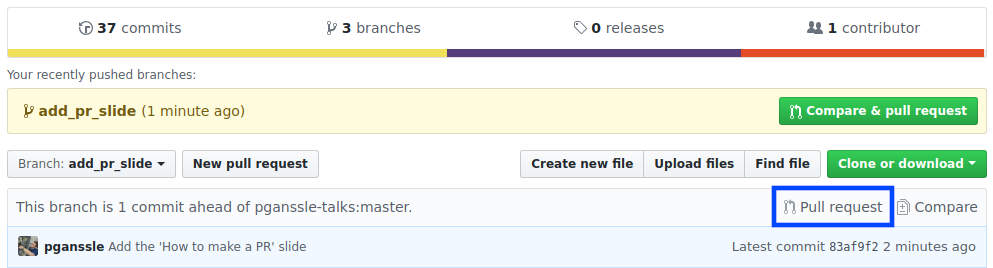 37 commits 3 branches 0 releases 1 contributor
Your recently pushed branches:
add_pr_slide (1 minute ago) Compare & pull request
Branch: add_pr_slide New pull request Create new file Upload files Find file Clone or download
This branch is 1 commit ahead of pganssle-talks:master. Pull request Compare
pganssle Add the 'How to make a PR' slide Latest commit 83af9f2 2 minutes ago